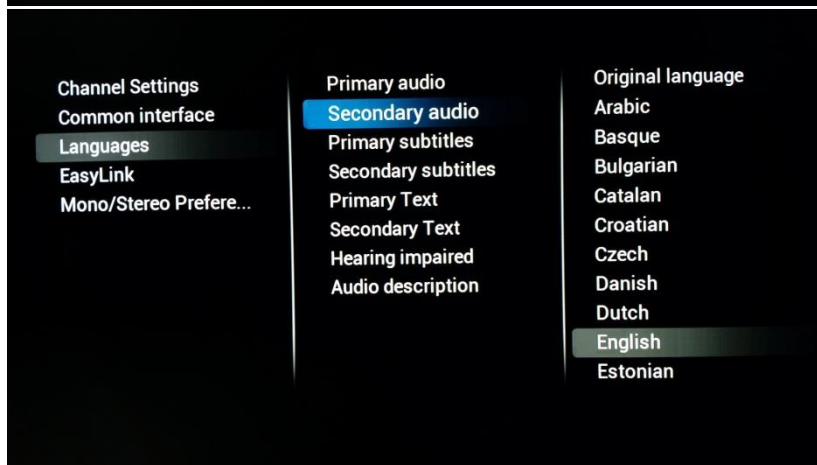 Channel Settings
Common interface
Languages
EasyLink
Mono/Stereo Prefere...
Primary audio
Secondary audio
Primary subtitles
Secondary subtitles
Primary Text
Secondary Text
Hearing impaired
Audio description
Original language
Arabic
Basque
Bulgarian
Catalan
Croatian
Czech
Danish
Dutch
English
Estonian